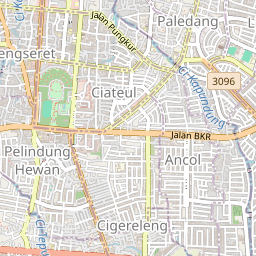 Paledang
Jalan Pungkur
engseret
3096
Ciateul
Jalan BKR
Pelindung
Hewan
Ancol
Cigereleng